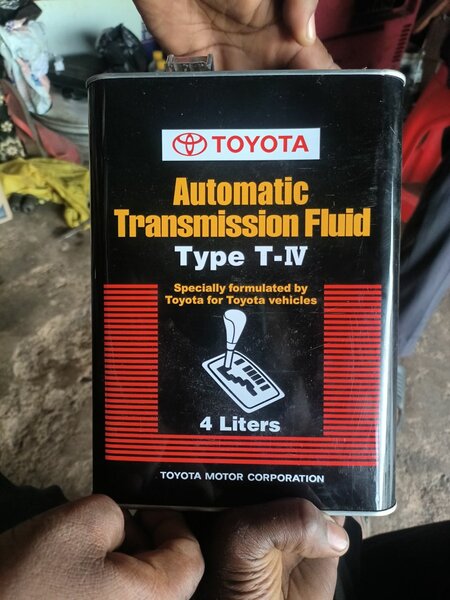 TOYOTA
Automatic
Transmission Fluid
Type T-Ⅳ
Specially formulated by
Toyota for Toyota vehicles
4 Liters
TOYOTA MOTOR CORPORATION